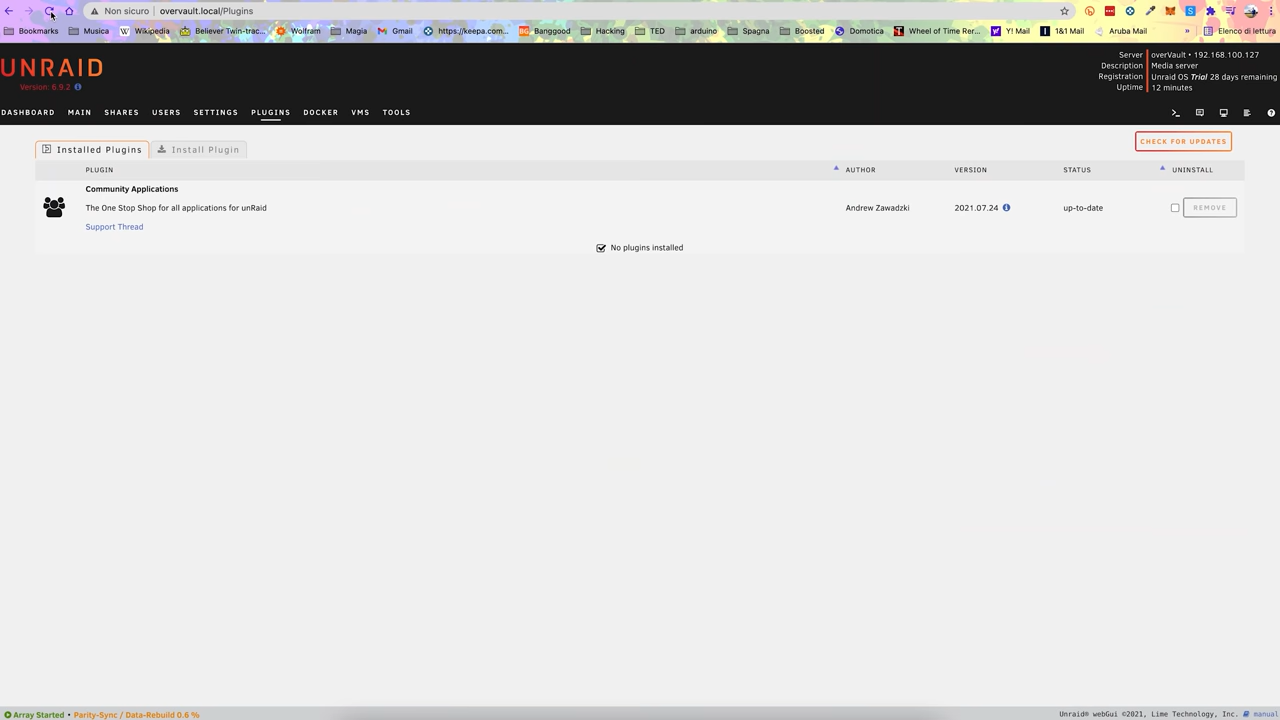 Non sicuro overvault.local/Plugins
Bookmarks Musica Wikipedia Believer Twin-trac... Wolfram Magia Gmail https://keepa.com... Banggood Hacking TED arduino Spagna Boosted Domotica Wheel of Time Rer... Y! Mail 1&1 Mail Aruba Mail » Elenco di lettura
UNRAID
Version: 6.9.2
Server overVault • 192.168.100.127
Description Media server
Registration Unraid OS Trial 28 days remaining
Uptime 12 minutes
DASHBOARD MAIN SHARES USERS SETTINGS PLUGINS DOCKER VMS TOOLS
Installed Plugins Install Plugin
CHECK FOR UPDATES
PLUGIN AUTHOR VERSION STATUS UNINSTALL
Community Applications
The One Stop Shop for all applications for unRaid Andrew Zawadzki 2021.07.24 up-to-date REMOVE
Support Thread
No plugins installed
Array Started • Parity-Sync / Data-Rebuild 0.6 % Unraid® webGui ©2021, Lime Technology, Inc. manual